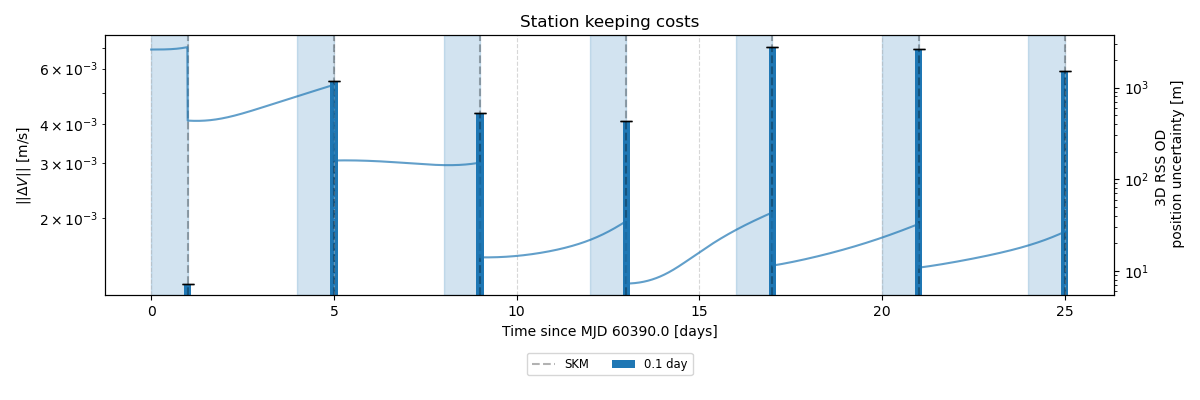 Station keeping costs
||ΔV|| [m/s]
6 × 10⁻³
4 × 10⁻³
3 × 10⁻³
2 × 10⁻³
10³
10²
10¹
3D RSS OD
position uncertainty [m]
0 5 10 15 20 25
Time since MJD 60390.0 [days]
SKM 0.1 day